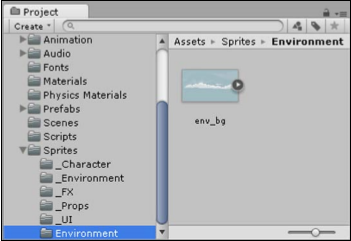 Project
Create
Assets Sprites Environment
Animation
Audio
Fonts
Materials
Physics Materials
Prefabs
Scenes
Scripts
Sprites
_Character
_Environment
_FX
_Props
_UI
Environment
env_bg